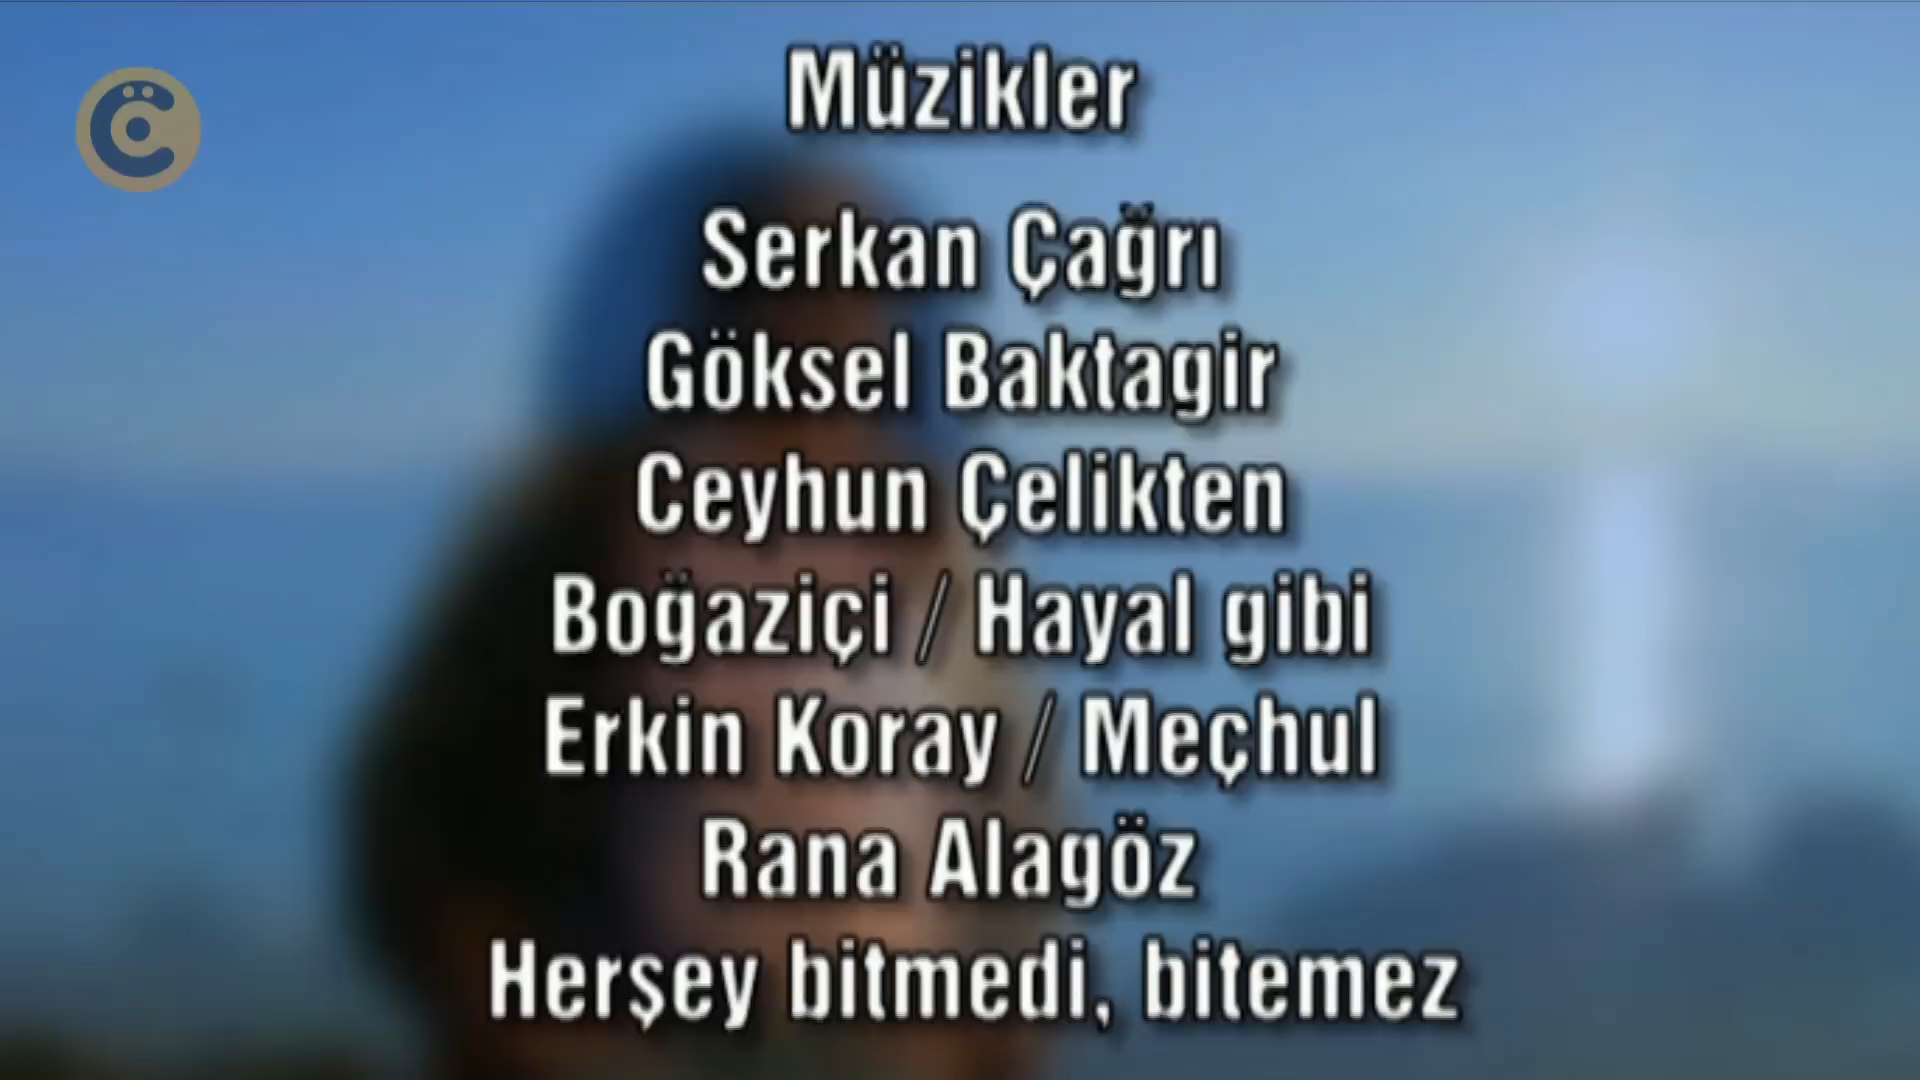 Müzikler
Serkan Çağrı
Göksel Baktagir
Ceyhun Çelikten
Boğaziçi / Hayal gibi
Erkin Koray / Meçhul
Rana Alagöz
Herşey bitmedi, bitemez